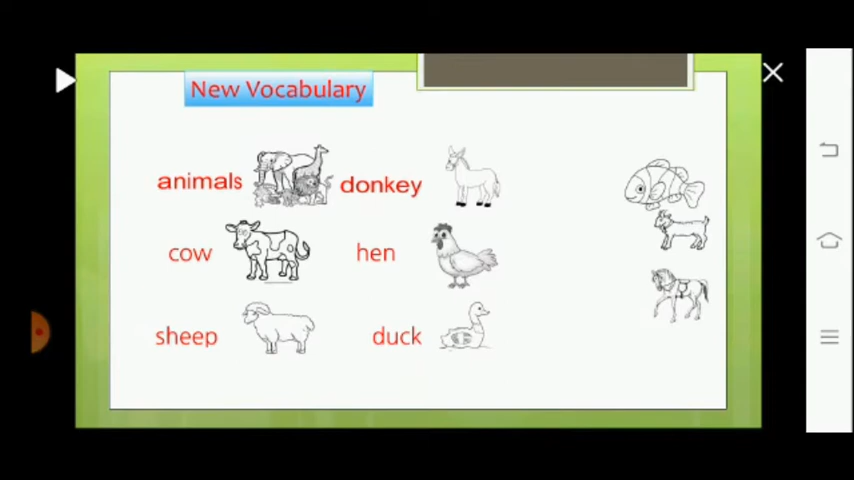 New Vocabulary
animals
donkey
cow
hen
sheep
duck